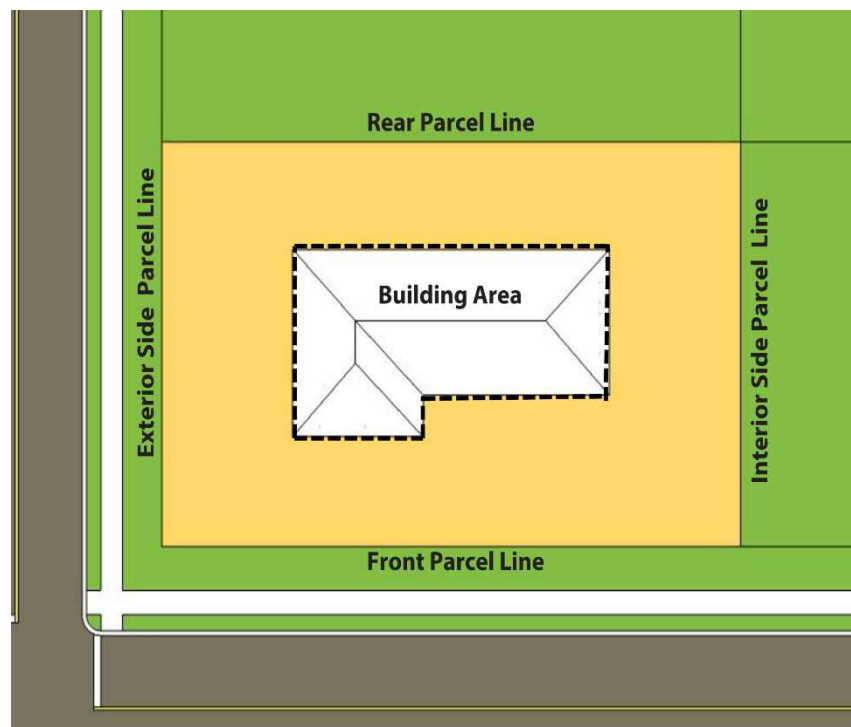 Rear Parcel Line
Exterior Side Parcel Line
Building Area
Interior Side Parcel Line
Front Parcel Line